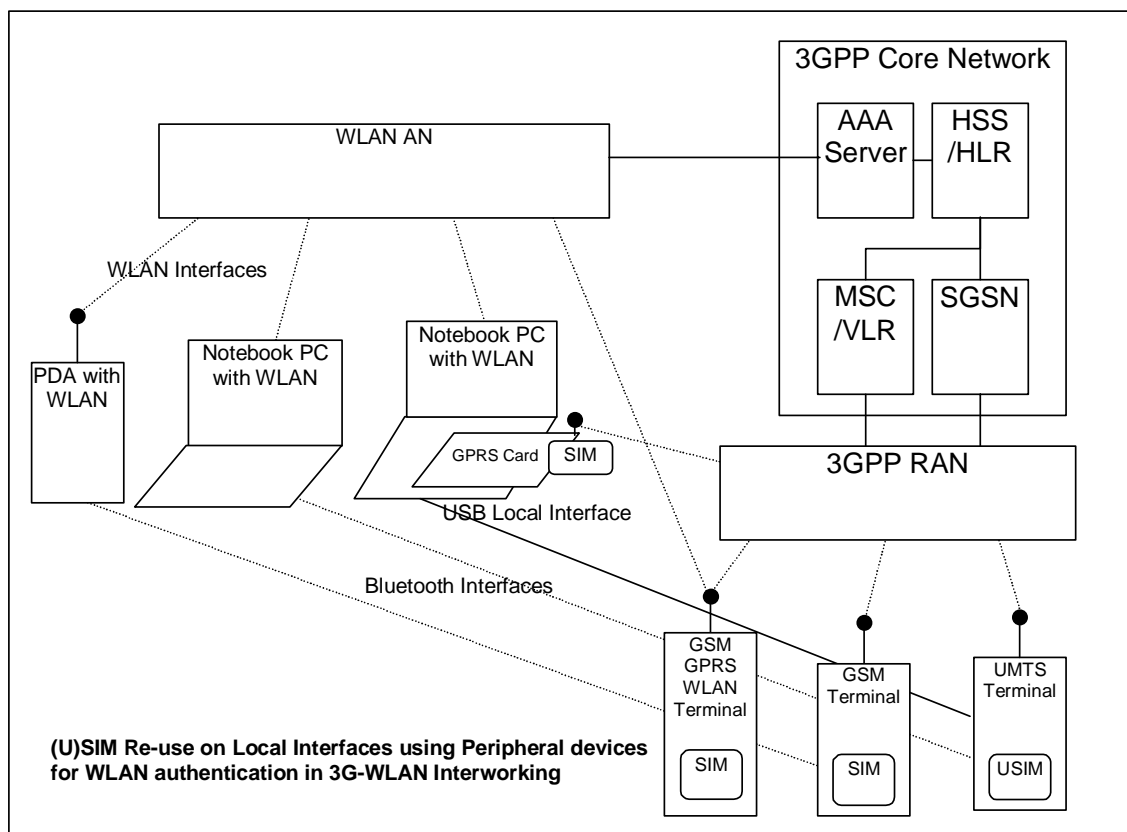 3GPP Core Network
AAA
Server
HSS
/HLR
WLAN AN
WLAN Interfaces
MSC
/VLR
SGSN
Notebook PC
with WLAN
Notebook PC
with WLAN
PDA with
WLAN
GPRS Card
SIM
3GPP RAN
USB Local Interface
Bluetooth Interfaces
GSM
GPRS
WLAN
Terminal
SIM
GSM
Terminal
SIM
UMTS
Terminal
USIM
(U)SIM Re-use on Local Interfaces using Peripheral devices
for WLAN authentication in 3G-WLAN Interworking